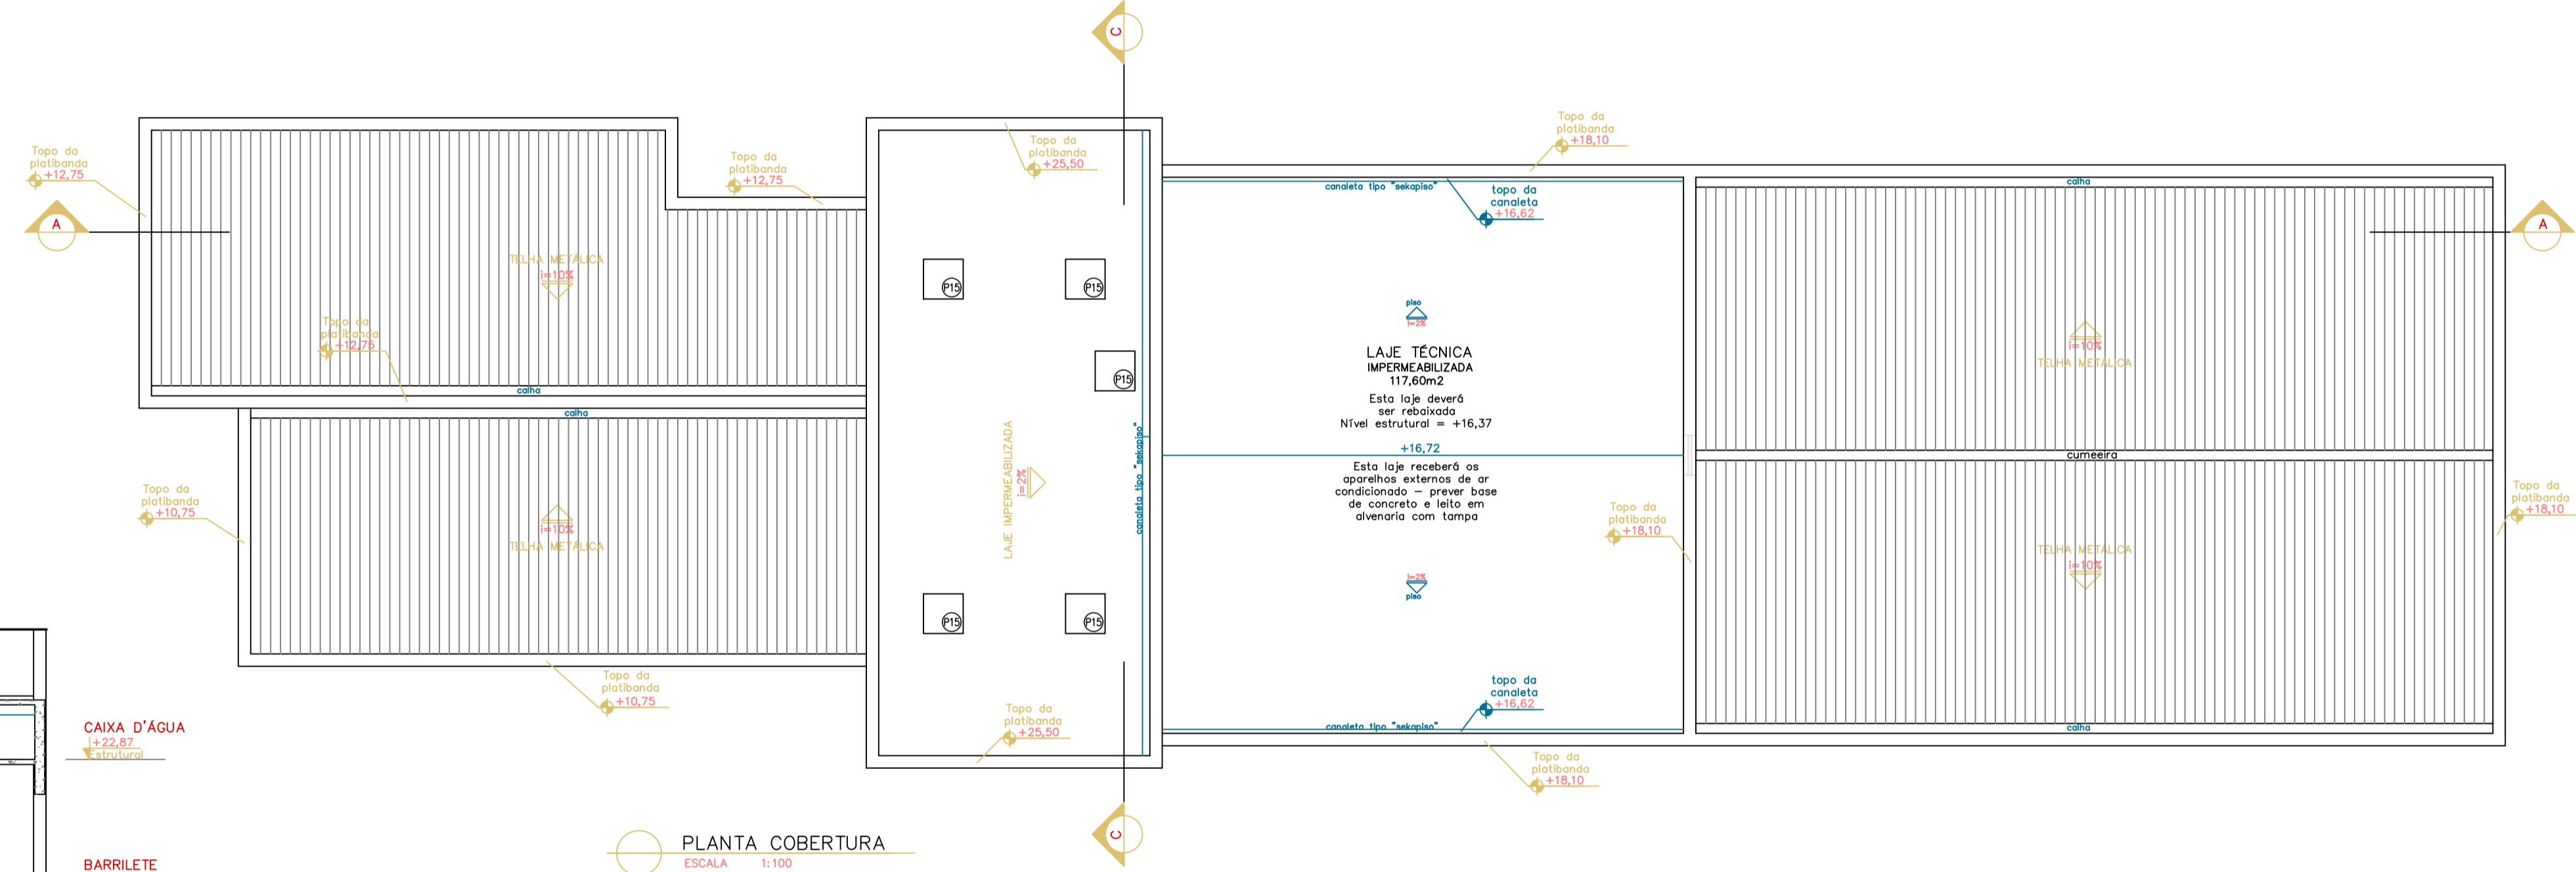 C
Topo da
platibanda
+12,75
A
Topo da
platibanda
+12,75
Topo da
platibanda
+25,50
Topo da
platibanda
+18,10
canaleta tipo "sekapiso"
topo da
canaleta
+16,62
calha
A
TELHA METÁLICA
i=10%
Topo da
platibanda
+12,75
calha
calha
P15
P15
P15
P15
P15
LAJE IMPERMEABILIZADA
i=2%
canaleta tipo "sekapiso"
piso
i=2%
LAJE TÉCNICA
IMPERMEABILIZADA
117,60m2
Esta laje deverá
ser rebaixada
Nível estrutural = +16,37
+16,72
Esta laje receberá os
aparelhos externos de ar
condicionado – prever base
de concreto e leito em
alvenaria com tampa
i=2%
piso
i=10%
TELHA METÁLICA
cumeeira
TELHA METÁLICA
i=10%
Topo da
platibanda
+18,10
Topo da
platibanda
+18,10
Topo da
platibanda
+10,75
i=10%
TELHA METÁLICA
Topo da
platibanda
+10,75
Topo da
platibanda
+25,50
topo da
canaleta
+16,62
canaleta tipo "sekapiso"
calha
Topo da
platibanda
+18,10
CAIXA D'ÁGUA
+22,87
Estrutural
C
PLANTA COBERTURA
ESCALA 1:100
BARRILETE